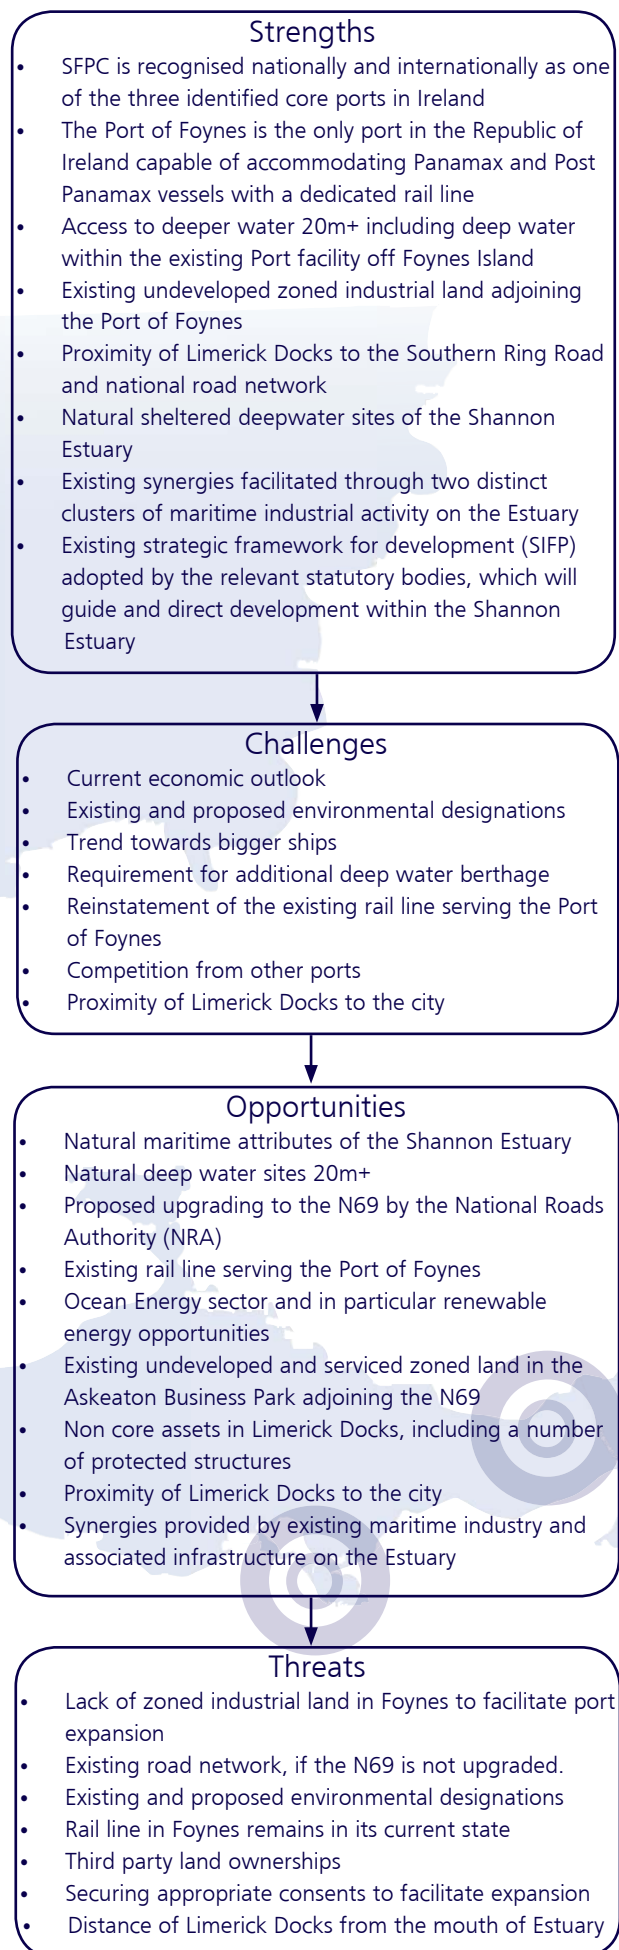 Strengths
• SFPC is recognised nationally and internationally as one
of the three identified core ports in Ireland
• The Port of Foynes is the only port in the Republic of
Ireland capable of accommodating Panamax and Post
Panamax vessels with a dedicated rail line
• Access to deeper water 20m+ including deep water
within the existing Port facility off Foynes Island
• Existing undeveloped zoned industrial land adjoining
the Port of Foynes
• Proximity of Limerick Docks to the Southern Ring Road
and national road network
• Natural sheltered deepwater sites of the Shannon
Estuary
• Existing synergies facilitated through two distinct
clusters of maritime industrial activity on the Estuary
• Existing strategic framework for development (SIFP)
adopted by the relevant statutory bodies, which will
guide and direct development within the Shannon
Estuary
Challenges
• Current economic outlook
• Existing and proposed environmental designations
• Trend towards bigger ships
• Requirement for additional deep water berthage
• Reinstatement of the existing rail line serving the Port
of Foynes
• Competition from other ports
• Proximity of Limerick Docks to the city
Opportunities
• Natural maritime attributes of the Shannon Estuary
• Natural deep water sites 20m+
• Proposed upgrading to the N69 by the National Roads
Authority (NRA)
• Existing rail line serving the Port of Foynes
• Ocean Energy sector and in particular renewable
energy opportunities
• Existing undeveloped and serviced zoned land in the
Askeaton Business Park adjoining the N69
• Non core assets in Limerick Docks, including a number
of protected structures
• Proximity of Limerick Docks to the city
• Synergies provided by existing maritime industry and
associated infrastructure on the Estuary
Threats
• Lack of zoned industrial land in Foynes to facilitate port
expansion
• Existing road network, if the N69 is not upgraded.
• Existing and proposed environmental designations
• Rail line in Foynes remains in its current state
• Third party land ownerships
• Securing appropriate consents to facilitate expansion
• Distance of Limerick Docks from the mouth of Estuary